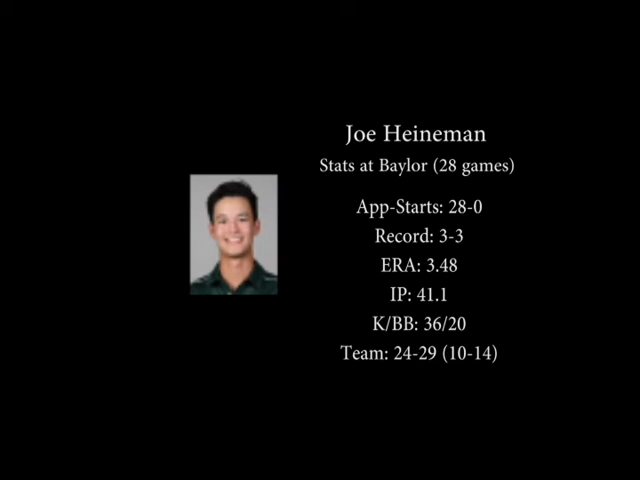 Joe Heineman
Stats at Baylor (28 games)
App-Starts: 28-0
Record: 3-3
ERA: 3.48
IP: 41.1
K/BB: 36/20
Team: 24-29 (10-14)